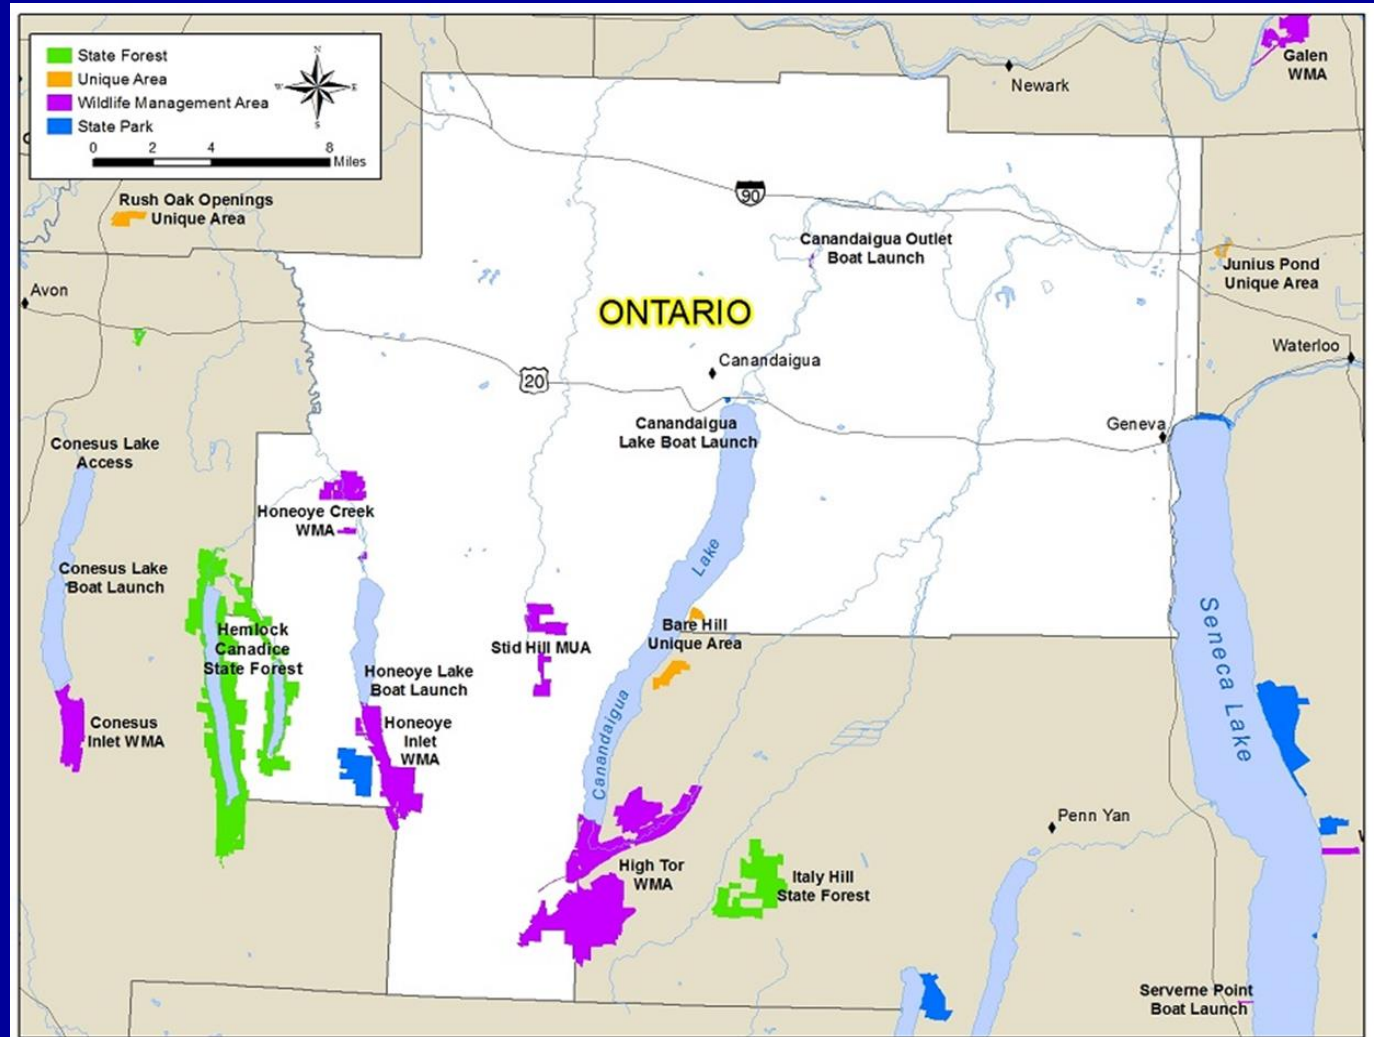 State Forest
Unique Area
Wildlife Management Area
State Park
N
W
E
S
0 2 4 8
Miles
Galen
WMA
Newark
Rush Oak Openings
Unique Area
90
Canandaigua Outlet
Boat Launch
Junius Pond
Unique Area
Avon
ONTARIO
Waterloo
Canandaigua
20
Canandaigua
Lake Boat Launch
Geneva
Conesus Lake
Access
Honeoye Creek
WMA
Lake
Conesus Lake
Boat Launch
Hemlock
Canadice
State Forest
Bare Hill
Unique Area
Stid Hill MUA
Seneca Lake
Honeoye Lake
Boat Launch
Canandaigua
Conesus
Inlet WMA
Honeoye
Inlet
WMA
Penn Yan
High Tor
WMA
Italy Hill
State Forest
Serverne Point
Boat Launch